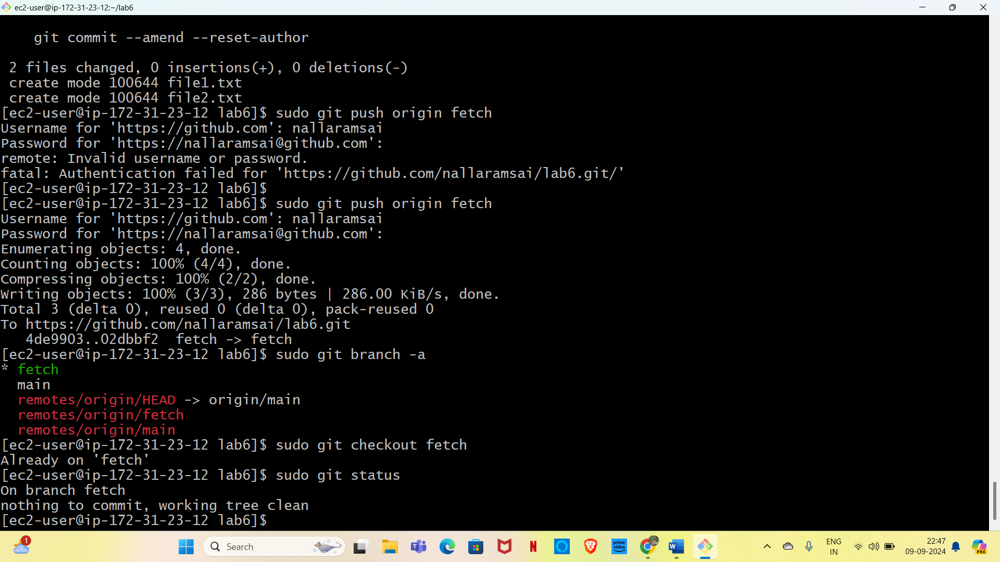 ec2-user@ip-172-31-23-12:~/lab6
git commit --amend --reset-author
2 files changed, 0 insertions(+), 0 deletions(-)
create mode 100644 file1.txt
create mode 100644 file2.txt
[ec2-user@ip-172-31-23-12 lab6]$ sudo git push origin fetch
Username for 'https://github.com': nallaramsai
Password for 'https://nallaramsai@github.com':
remote: Invalid username or password.
fatal: Authentication failed for 'https://github.com/nallaramsai/lab6.git/'
[ec2-user@ip-172-31-23-12 lab6]$
[ec2-user@ip-172-31-23-12 lab6]$ sudo git push origin fetch
Username for 'https://github.com': nallaramsai
Password for 'https://nallaramsai@github.com':
Enumerating objects: 4, done.
Counting objects: 100% (4/4), done.
Compressing objects: 100% (2/2), done.
Writing objects: 100% (3/3), 286 bytes | 286.00 KiB/s, done.
Total 3 (delta 0), reused 0 (delta 0), pack-reused 0
To https://github.com/nallaramsai/lab6.git
4de9903..02dbbf2  fetch -> fetch
[ec2-user@ip-172-31-23-12 lab6]$ sudo git branch -a
* fetch
main
remotes/origin/HEAD -> origin/main
remotes/origin/fetch
remotes/origin/main
[ec2-user@ip-172-31-23-12 lab6]$ sudo git checkout fetch
Already on 'fetch'
[ec2-user@ip-172-31-23-12 lab6]$ sudo git status
On branch fetch
nothing to commit, working tree clean
[ec2-user@ip-172-31-23-12 lab6]$
1
Search
T
N
prime video
W
ENG
IN
22:47
09-09-2024
PRE